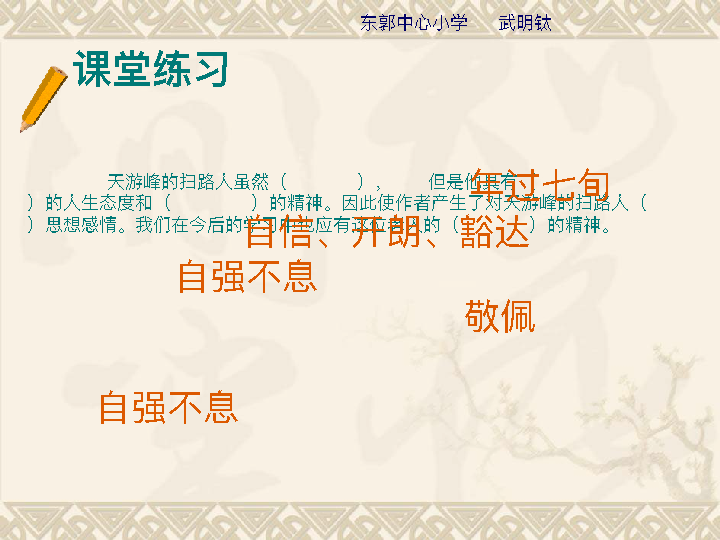 东郭中心小学 武明钛
课堂练习
天游峰的扫路人虽然（ ），但是他具有
）的人生态度和（ ）的精神。因此使作者产生了对天游峰的扫路人（
）思想感情。我们在今后的学习中也应有这位老人的（ ）的精神。
年过七旬
自信、开朗、豁达
自强不息
敬佩
自强不息